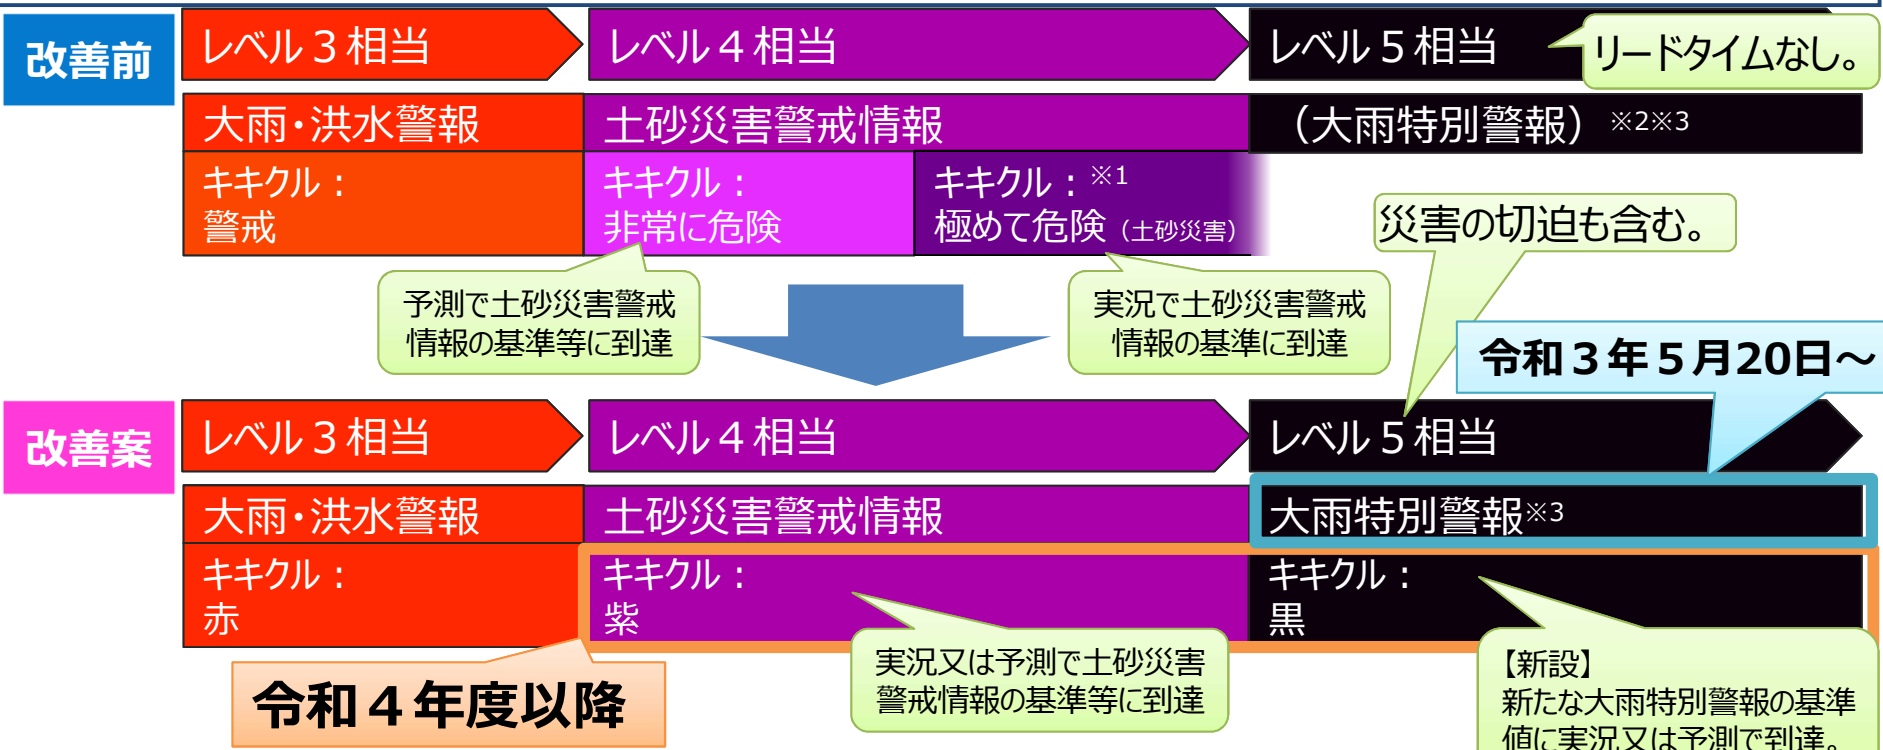 改善前
レベル３相当
レベル４相当
レベル５相当
リードタイムなし。
大雨・洪水警報
土砂災害警戒情報
（大雨特別警報）※2※3
キキクル：
警戒
キキクル：
非常に危険
キキクル：※1
極めて危険（土砂災害）
災害の切迫も含む。
予測で土砂災害警戒
情報の基準等に到達
実況で土砂災害警戒
情報の基準に到達
令和３年５月20日～
改善案
レベル３相当
レベル４相当
レベル５相当
大雨・洪水警報
土砂災害警戒情報
大雨特別警報※3
キキクル：
赤
キキクル：
紫
キキクル：
黒
令和４年度以降
実況又は予測で土砂災害
警戒情報の基準等に到達
【新設】
新たな大雨特別警報の基準
値に実況又は予測で到達。